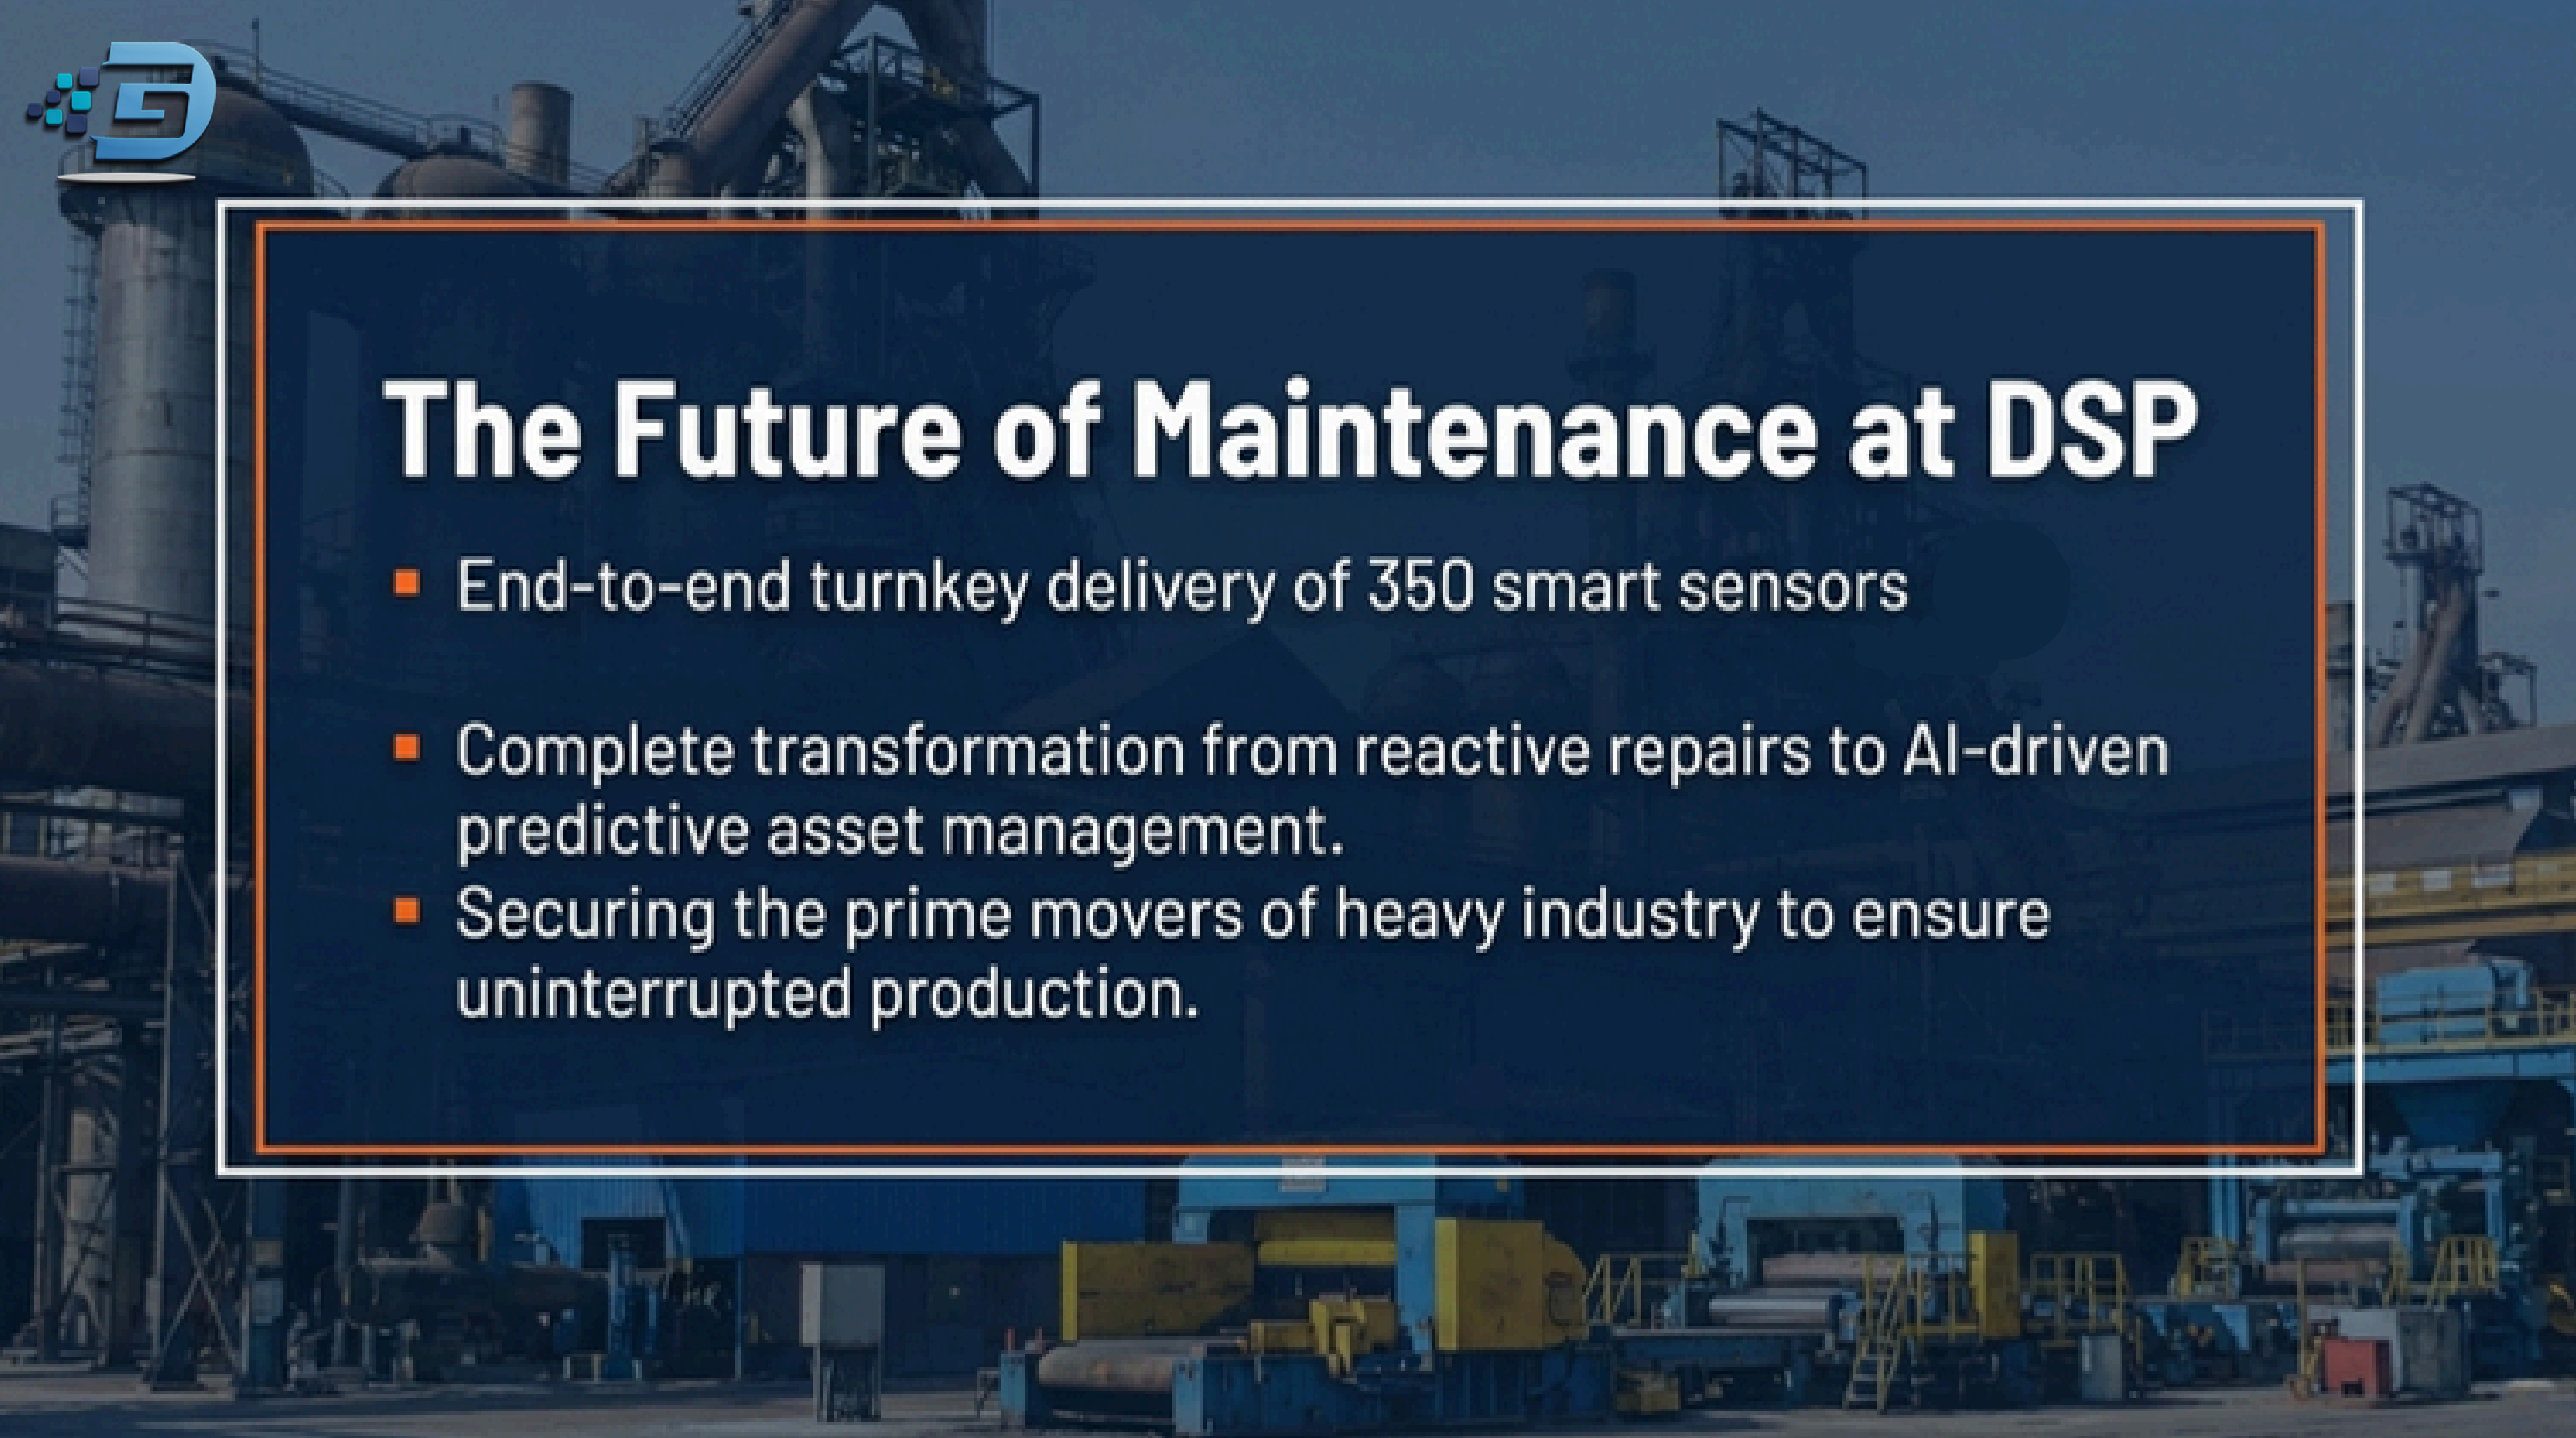 The Future of Maintenance at DSP
End-to-end turnkey delivery of 350 smart sensors
Complete transformation from reactive repairs to AI-driven
predictive asset management.
Securing the prime movers of heavy industry to ensure
uninterrupted production.